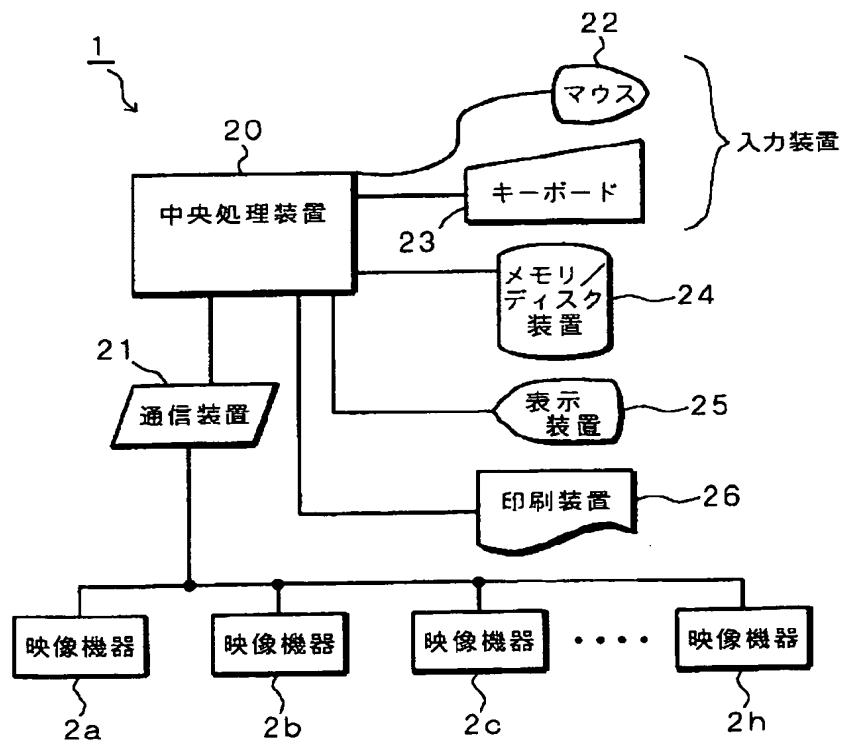 1
22
マウス
入力装置
20
中央処理装置
キーボード
23
メモリ／
ディスク
装置
24
21
通信装置
表示
装置
25
印刷装置
26
映像機器
映像機器
映像機器
・・・・
映像機器
2a
2b
2c
2h